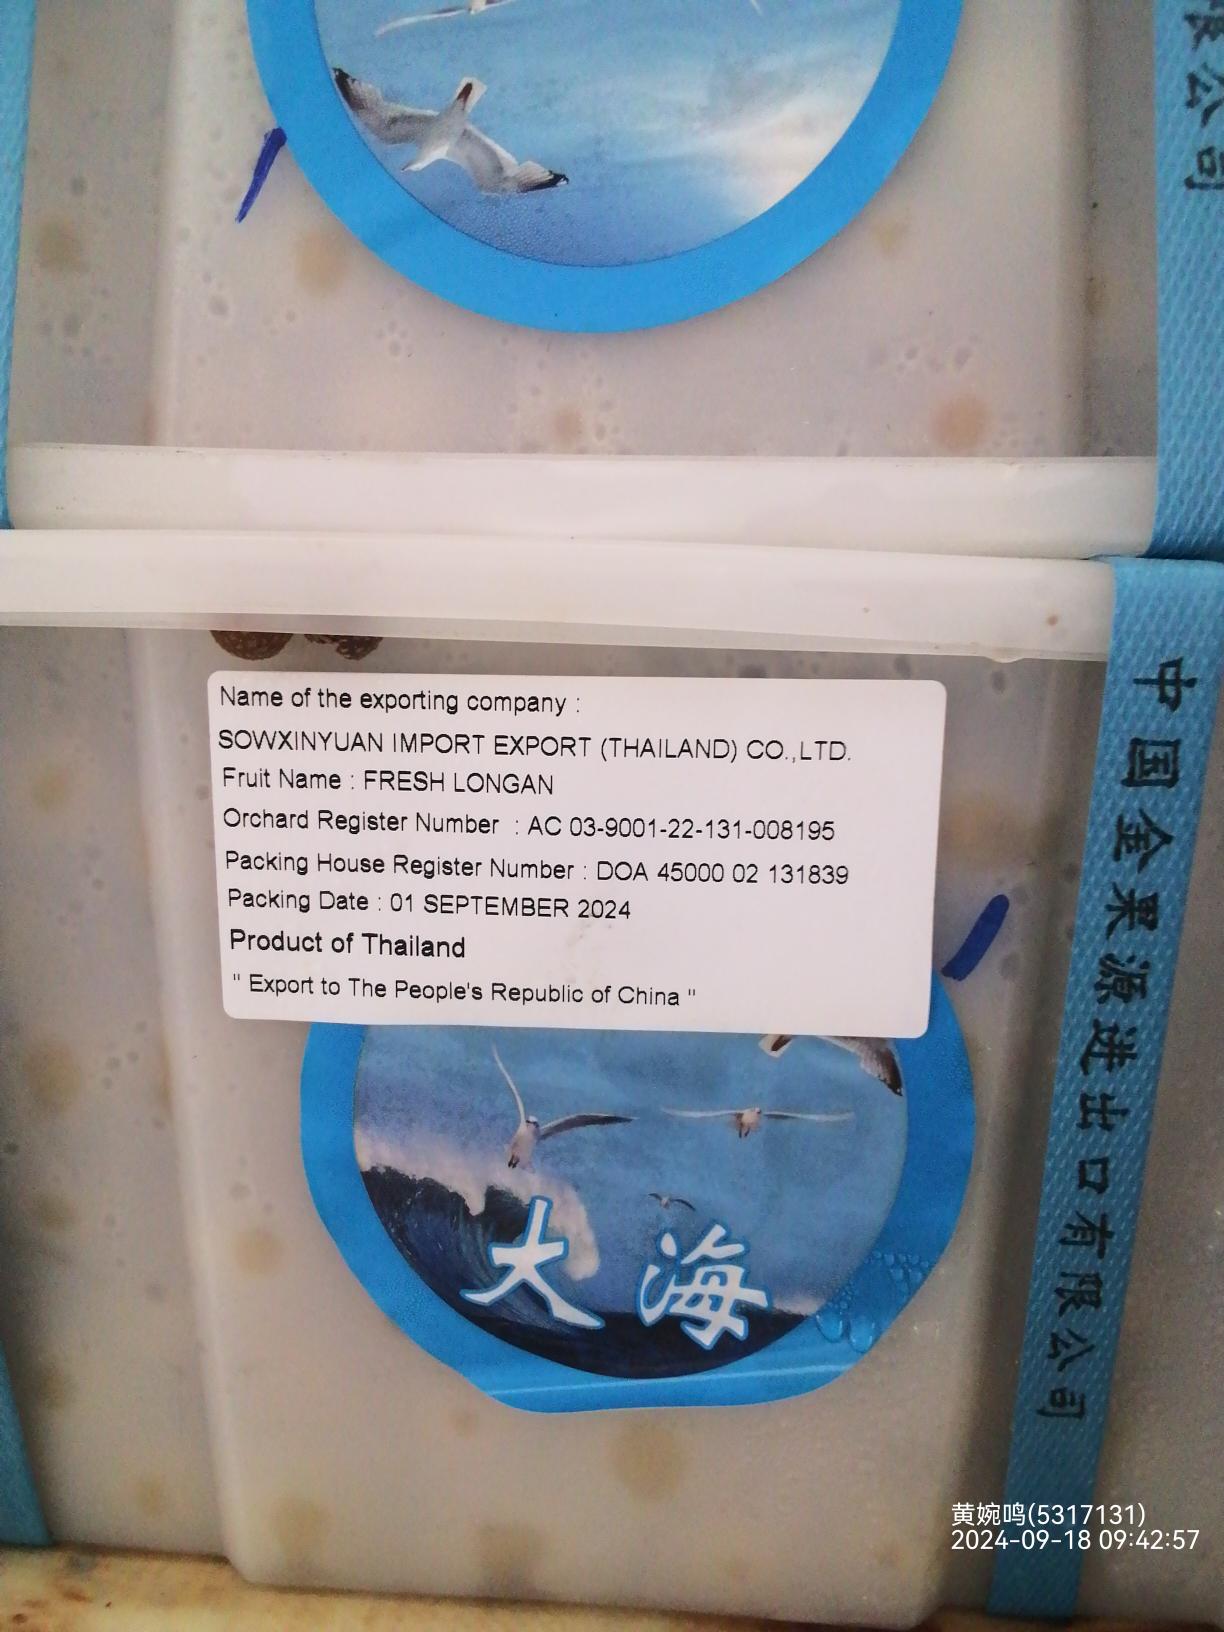 限公司
Name of the exporting company :
SOWXINYUAN IMPORT EXPORT (THAILAND) CO.,LTD.
Fruit Name : FRESH LONGAN
Orchard Register Number : AC 03-9001-22-131-008195
Packing House Register Number : DOA 45000 02 131839
Packing Date : 01 SEPTEMBER 2024
Product of Thailand
" Export to The People's Republic of China "
大海
中国金果源进出口有限公司
黄婉鸣(5317131)
2024-09-18 09:42:57